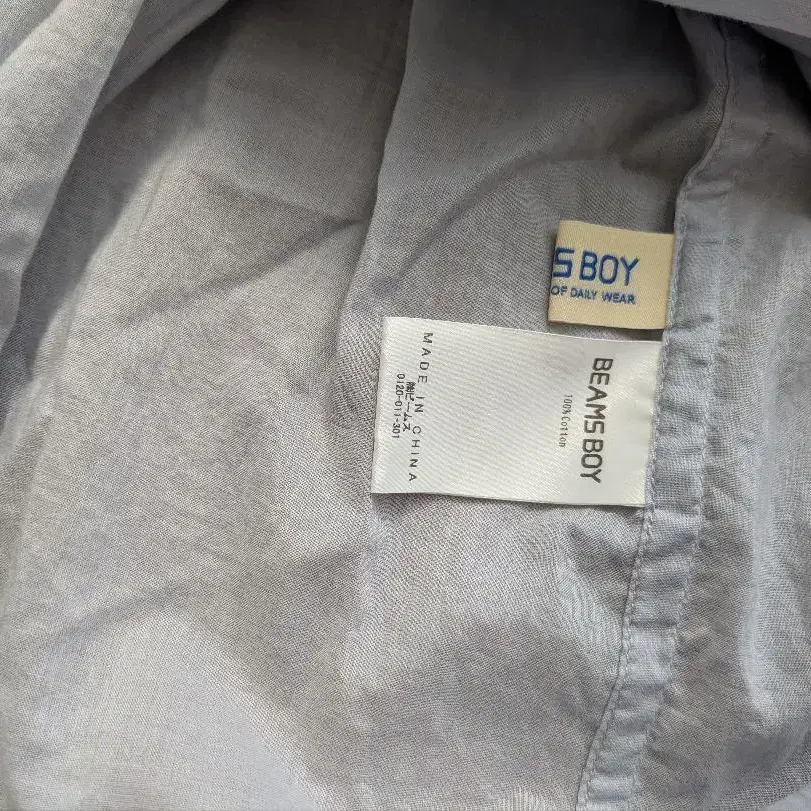 S BOY
OF DAILY WEAR
BEAMS BOY
100% Cotton
MADE IN CHINA
㈱ビームス
0120-011-301